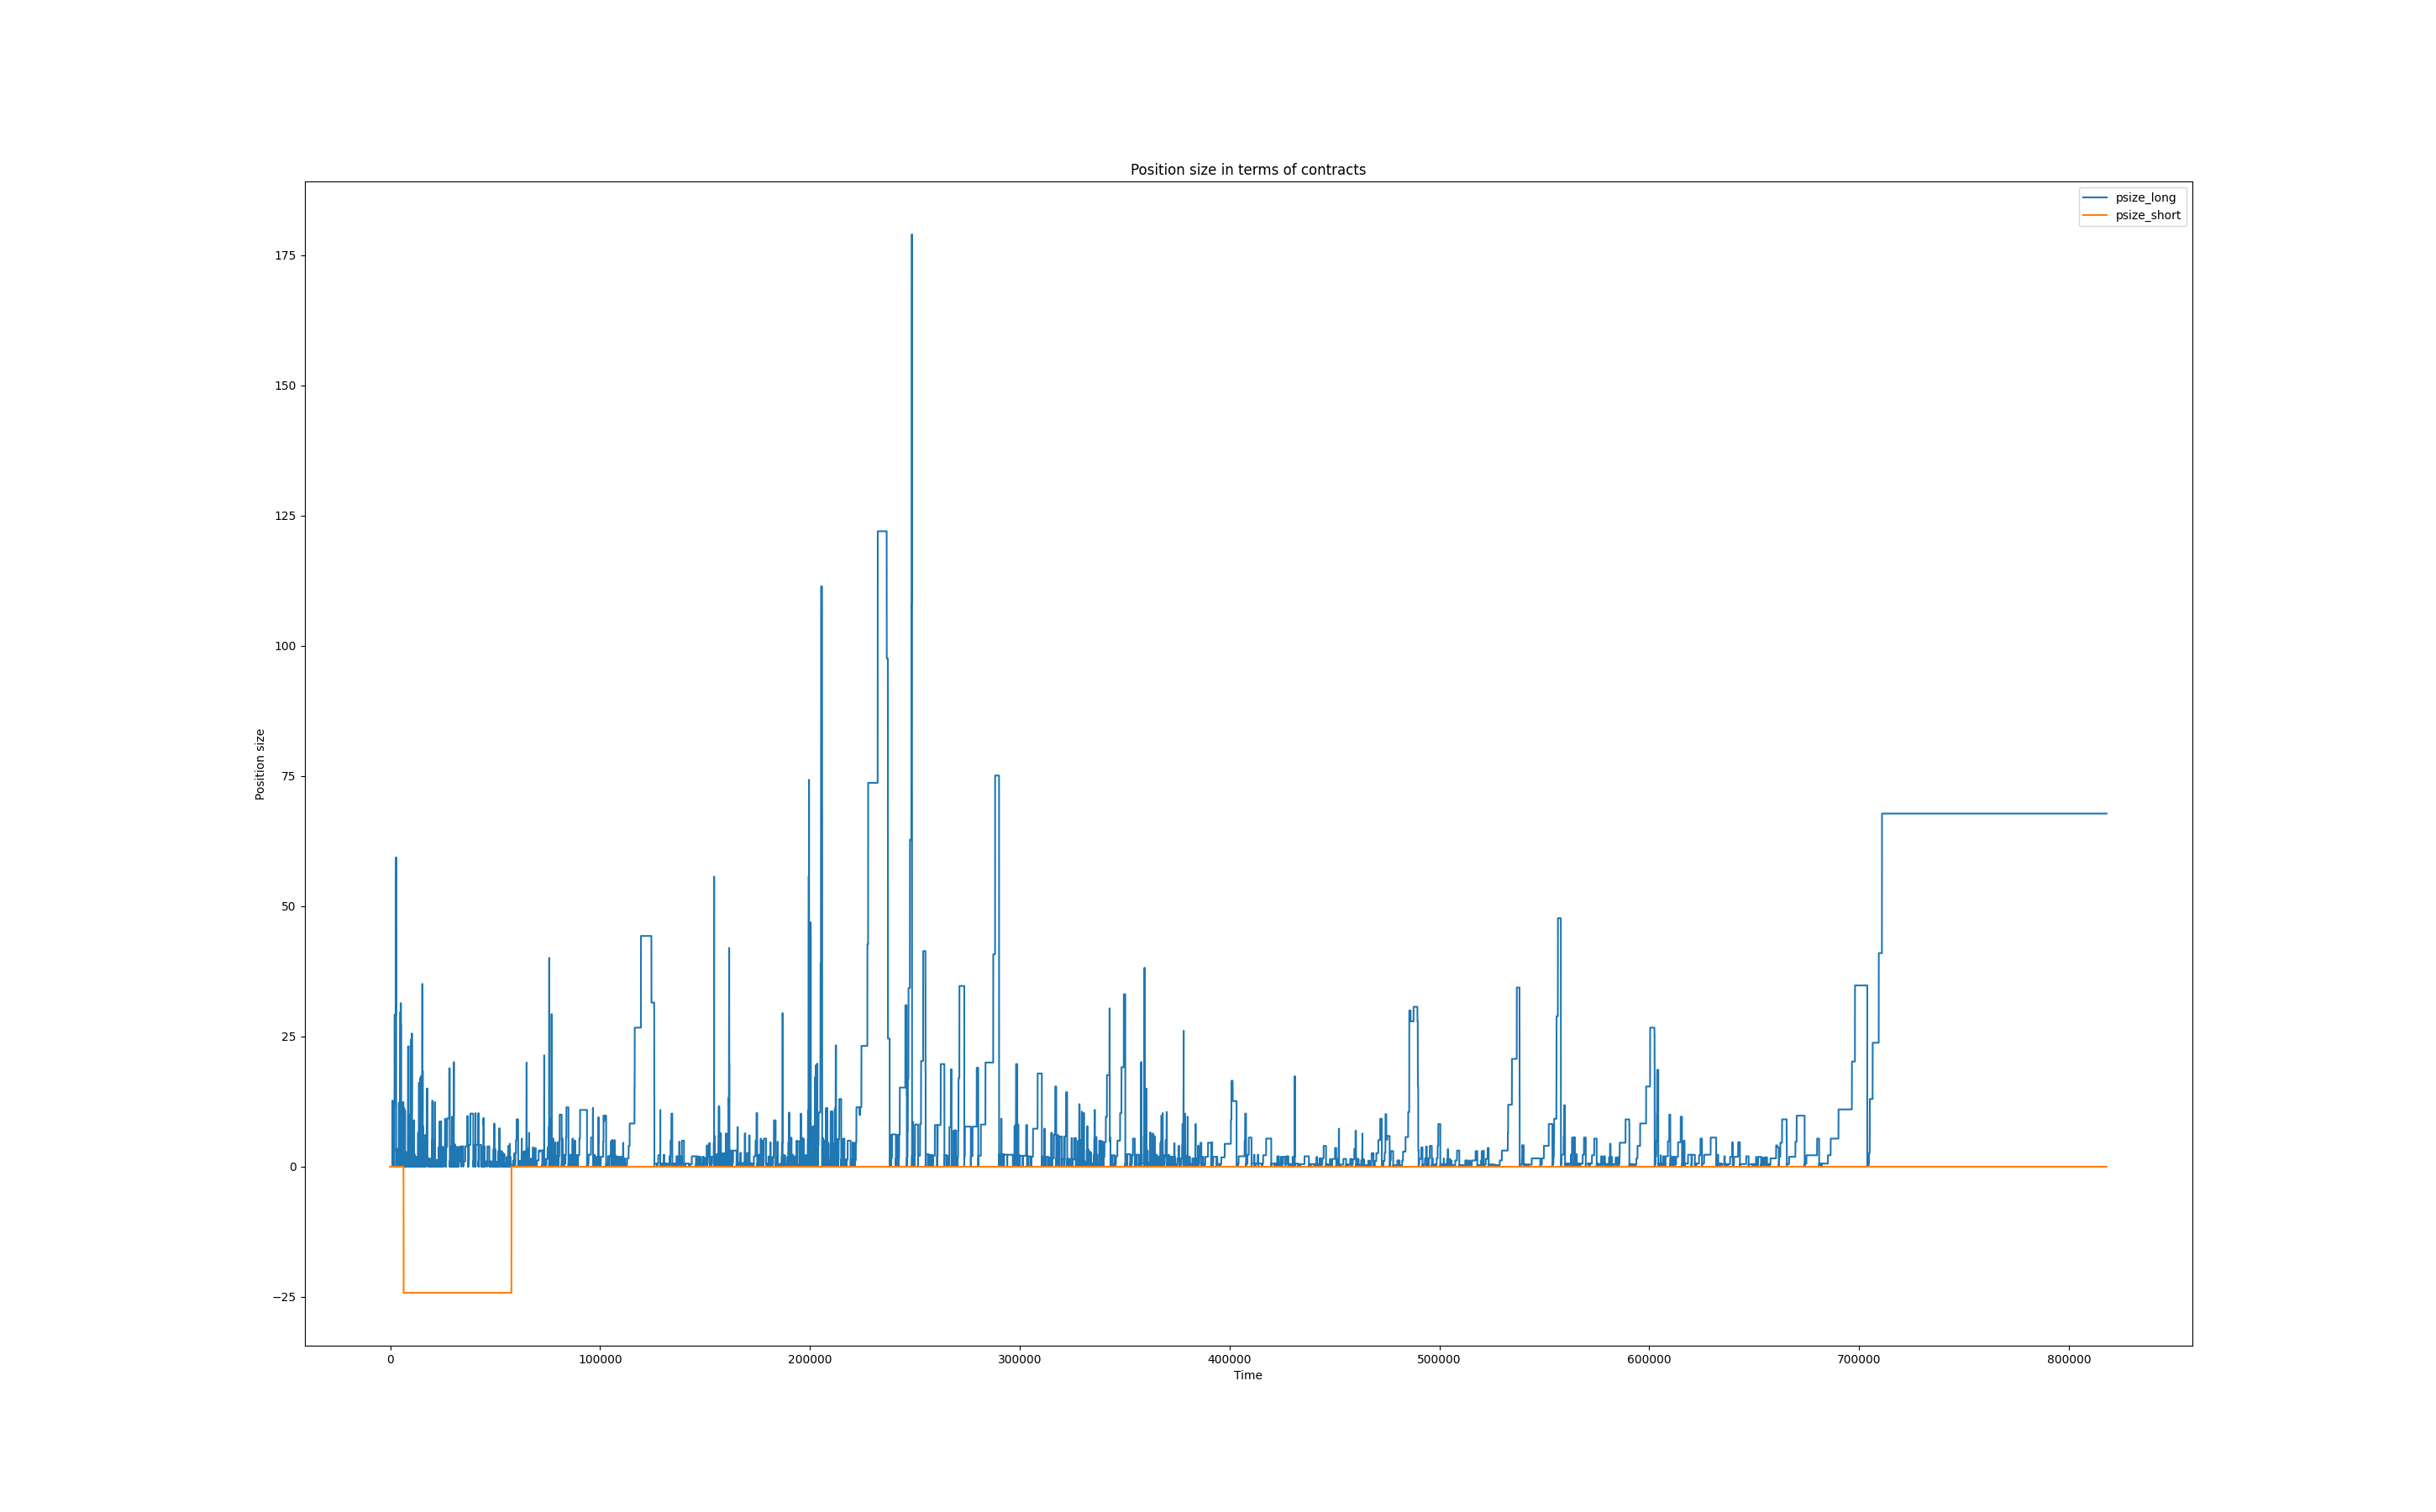 Position size in terms of contracts
psize_long
psize_short
175
150
125
100
75
50
25
0
−25
Position size
0 100000 200000 300000 400000 500000 600000 700000 800000
Time